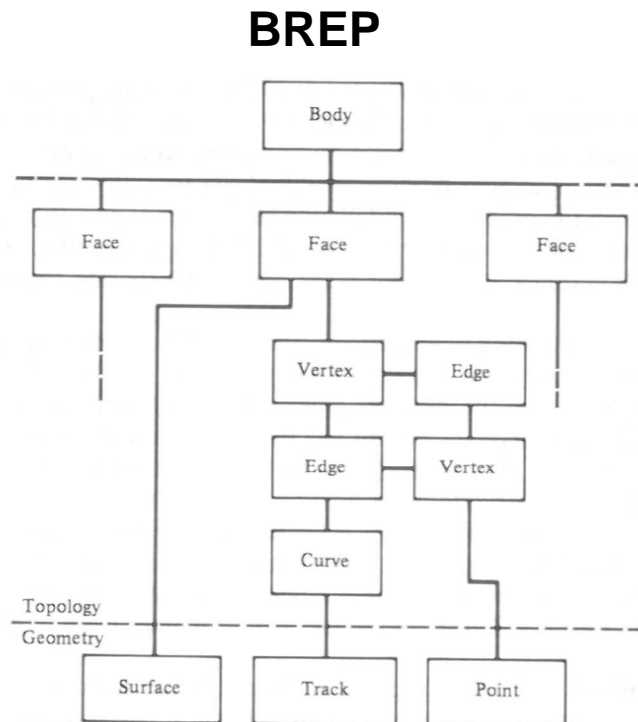 BREP
Body
Face
Face
Face
Vertex
Edge
Edge
Vertex
Curve
Topology
Geometry
Surface
Track
Point